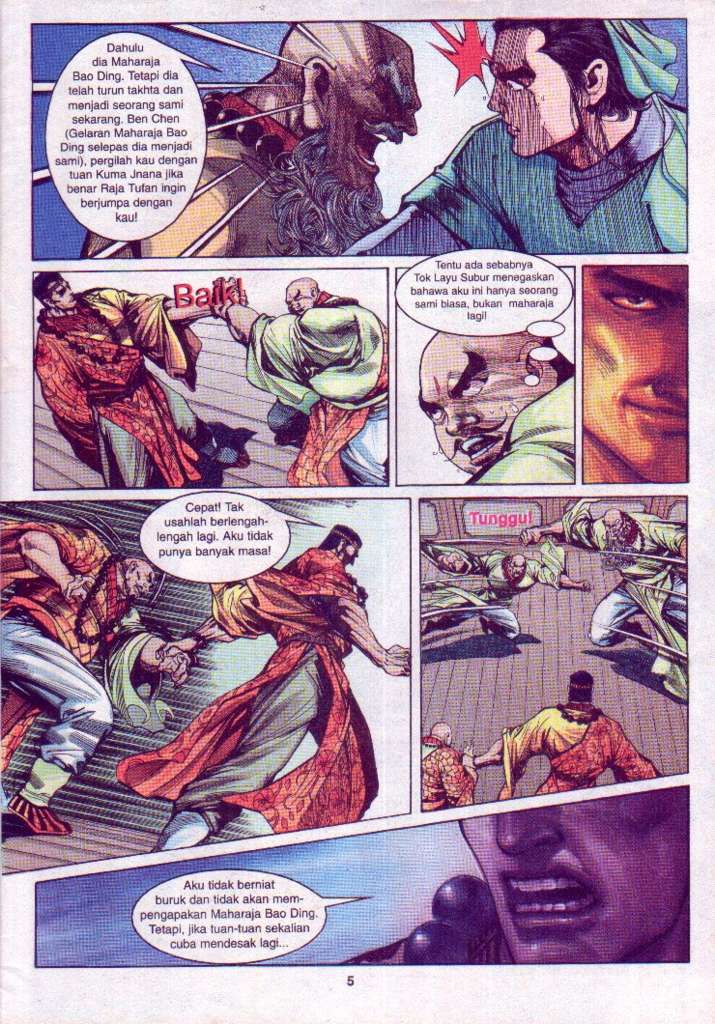 Dahulu
dia Maharaja
Bao Ding. Tetapi dia
telah turun takhta dan
menjadi seorang sami
sekarang. Ben Chen
(Gelaran Maharaja Bao
Ding selepas dia menjadi
sami), pergilah kau dengan
tuan Kuma Jnana jika
benar Raja Tufan ingin
berjumpa dengan
kau!
Baik!
Tentu ada sebabnya
Tok Layu Subur menegaskan
bahawa aku ini hanya seorang
sami biasa, bukan maharaja
lagi!
Cepat! Tak
usahlah berlengah-
lengah lagi. Aku tidak
punya banyak masa!
Tunggu!
Aku tidak berniat
buruk dan tidak akan mem-
pengapakan Maharaja Bao Ding.
Tetapi, jika tuan-tuan sekalian
cuba mendesak lagi...
5